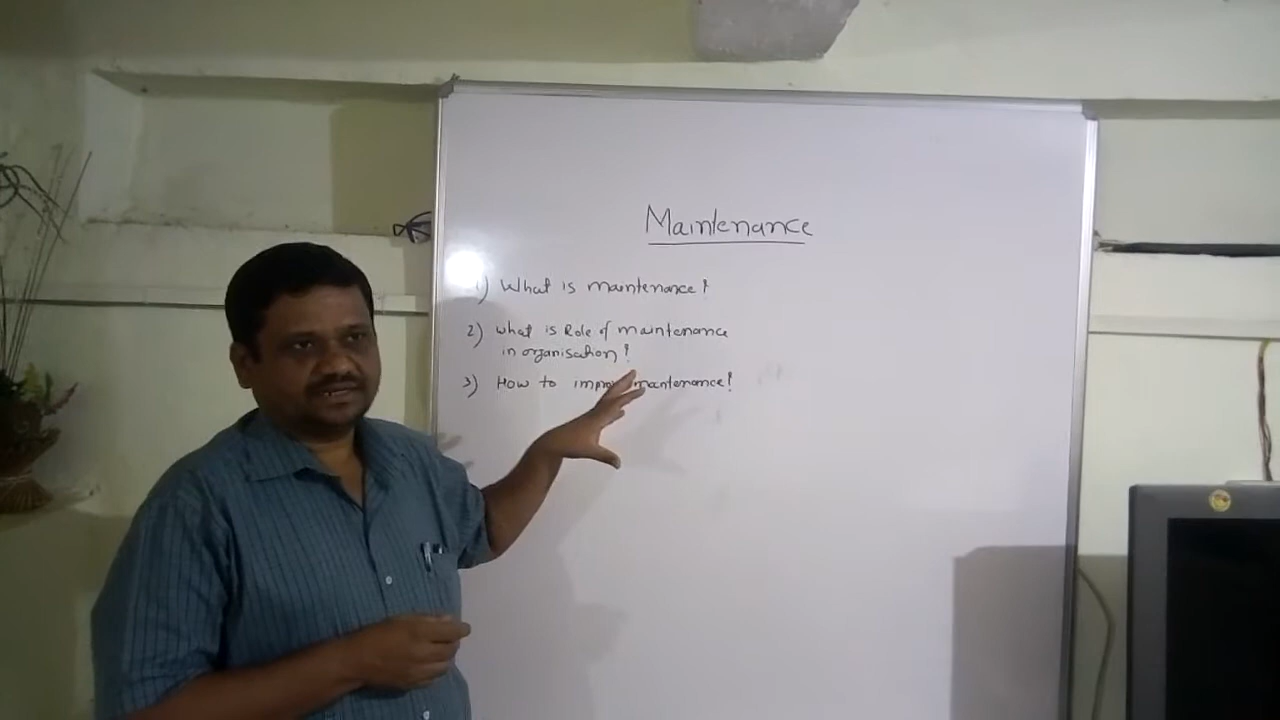 Maintenance
1) What is maintenance?
2) what is Role of maintenance
in organisation?
3) How to maintenance?